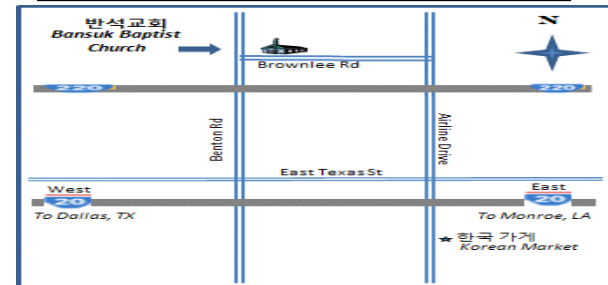 반석교회
Bansuk Baptist
Church
N
Brownlee Rd
220
220
Benton Rd
Airline Drive
East Texas St
West
20
To Dallas, TX
East
20
To Monroe, LA
한국 가게
Korean Market